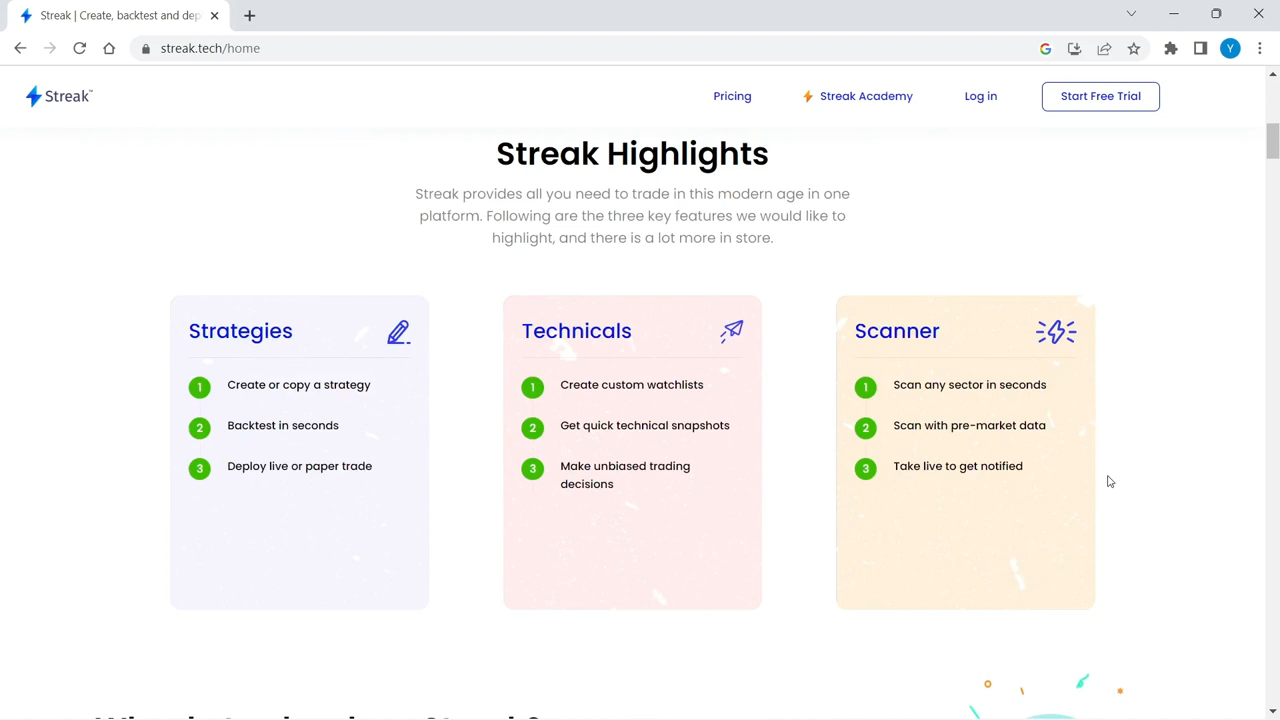 Streak | Create, backtest and dep
streak.tech/home
Y
Streak™
Pricing
Streak Academy
Log in
Start Free Trial
Streak Highlights
Streak provides all you need to trade in this modern age in one
platform. Following are the three key features we would like to
highlight, and there is a lot more in store.
Strategies
1 Create or copy a strategy
2 Backtest in seconds
3 Deploy live or paper trade
Technicals
1 Create custom watchlists
2 Get quick technical snapshots
3 Make unbiased trading
decisions
Scanner
1 Scan any sector in seconds
2 Scan with pre-market data
3 Take live to get notified